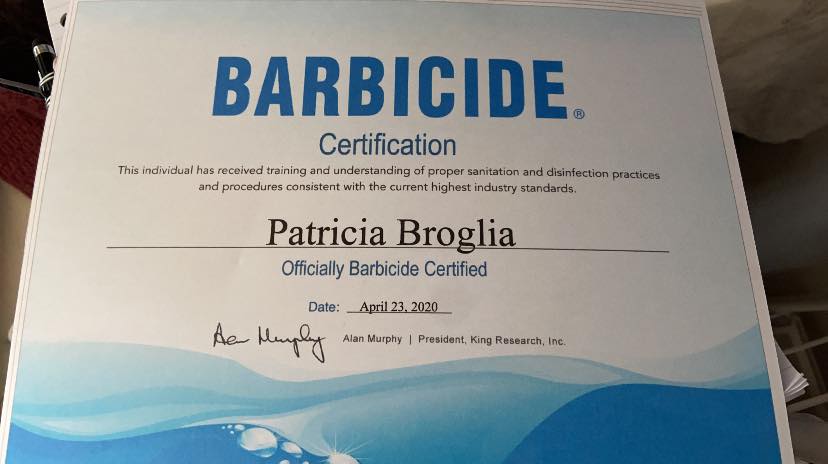 BARBICIDE®
Certification
This individual has received training and understanding of proper sanitation and disinfection practices
and procedures consistent with the current highest industry standards.
Patricia Broglia
Officially Barbicide Certified
Date: April 23, 2020
Alan Murphy Alan Murphy | President, King Research, Inc.